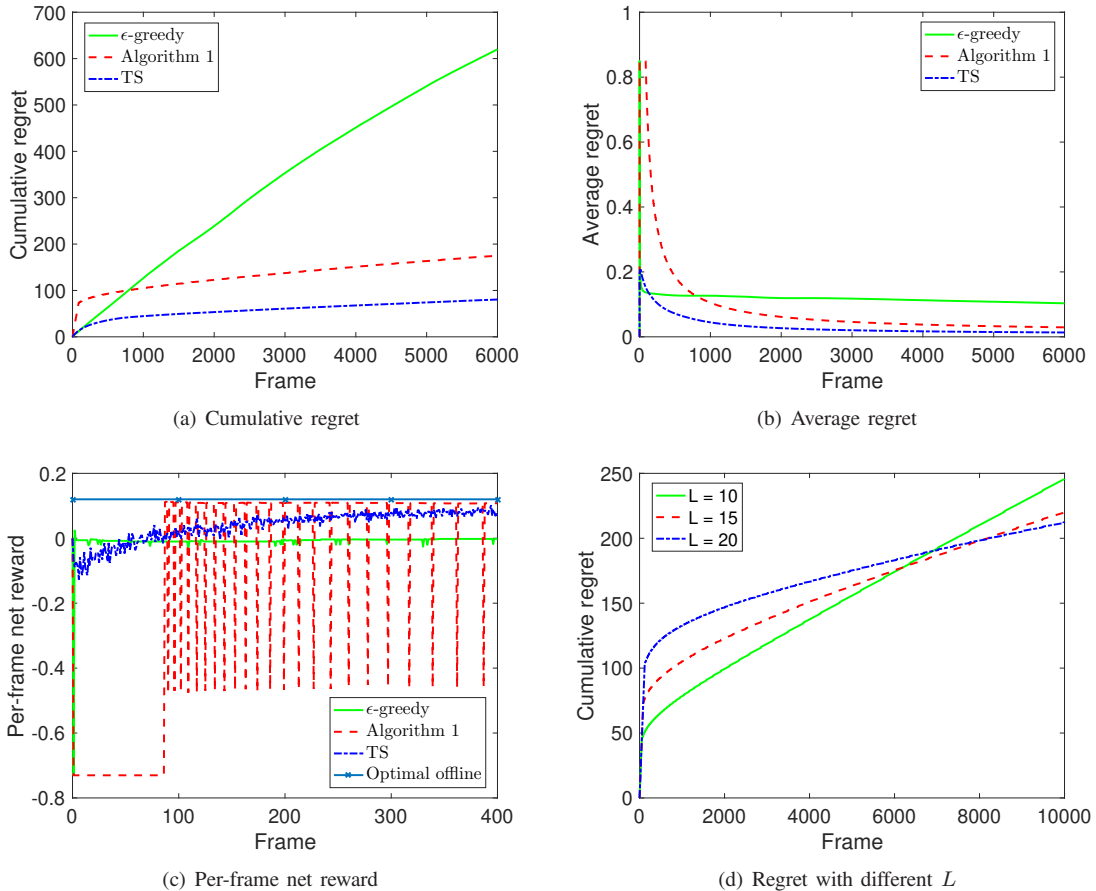 700
600
500
400
300
200
100
0
0 1000 2000 3000 4000 5000 6000
Cumulative regret
Frame
ϵ-greedy
Algorithm 1
TS
(a) Cumulative regret
1
0.8
0.6
0.4
0.2
0
0 1000 2000 3000 4000 5000 6000
Average regret
Frame
ϵ-greedy
Algorithm 1
TS
(b) Average regret
0.2
0
-0.2
-0.4
-0.6
-0.8
0 100 200 300 400
Per-frame net reward
Frame
ϵ-greedy
Algorithm 1
TS
Optimal offline
(c) Per-frame net reward
250
200
150
100
50
0
0 2000 4000 6000 8000 10000
Cumulative regret
Frame
L = 10
L = 15
L = 20
(d) Regret with different L